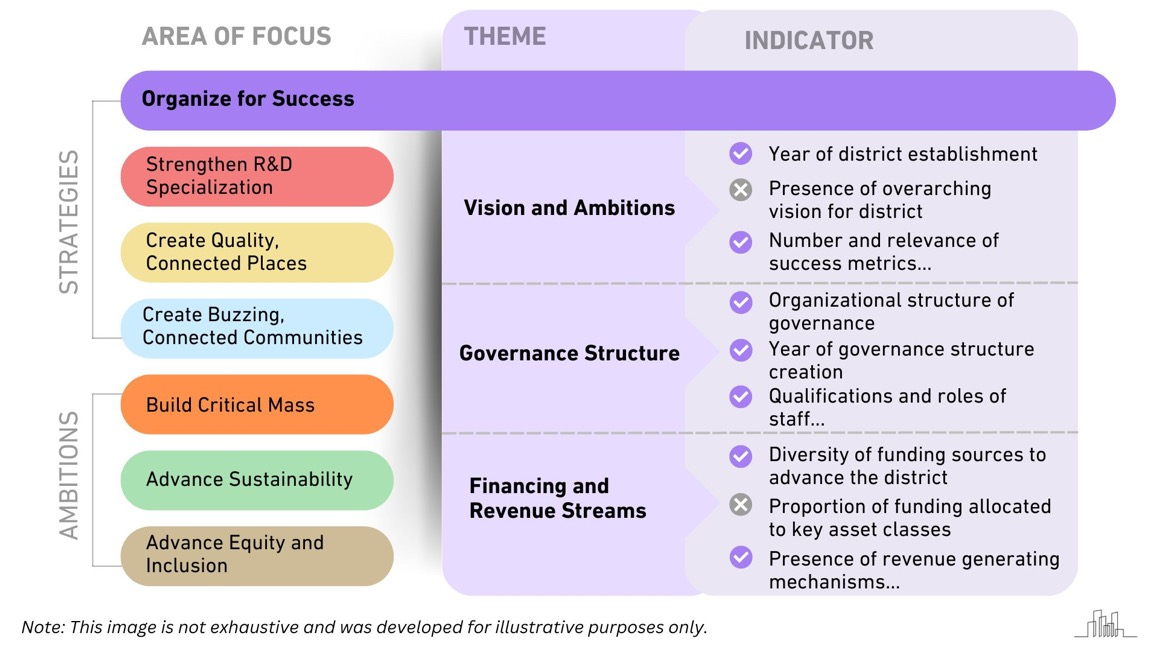 AREA OF FOCUS
THEME
INDICATOR
STRATEGIES
Organize for Success
Strengthen R&D
Specialization
Create Quality,
Connected Places
Create Buzzing,
Connected Communities
AMBITIONS
Build Critical Mass
Advance Sustainability
Advance Equity and
Inclusion
Vision and Ambitions
Year of district establishment
Presence of overarching
vision for district
Number and relevance of
success metrics...
Governance Structure
Organizational structure of
governance
Year of governance structure
creation
Qualifications and roles of
staff...
Financing and
Revenue Streams
Diversity of funding sources to
advance the district
Proportion of funding allocated
to key asset classes
Presence of revenue generating
mechanisms...
Note: This image is not exhaustive and was developed for illustrative purposes only.